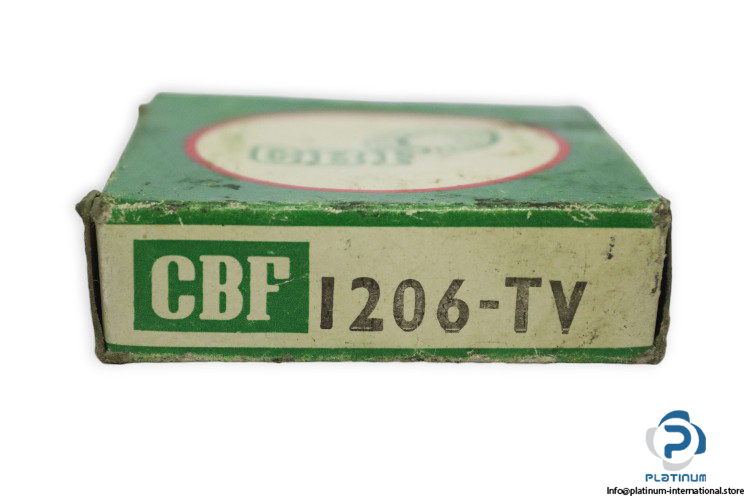 CBF 1206-TV
PLATINUM
Info@platinum-international.store